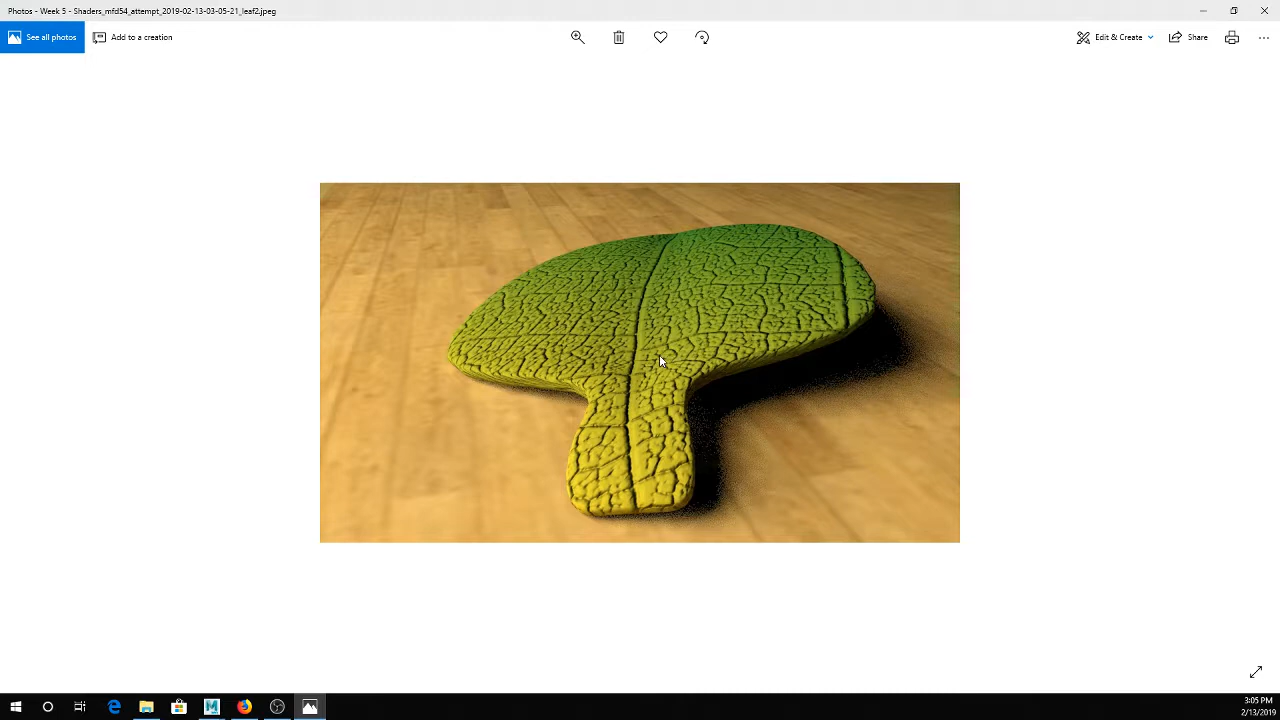 Photos - Week 5 - Shaders_mfd54_attempt_2019-02-13-03-05-21_leaf2.jpeg
See all photos
Add to a creation
Edit & Create
Share
3:05 PM
2/13/2019